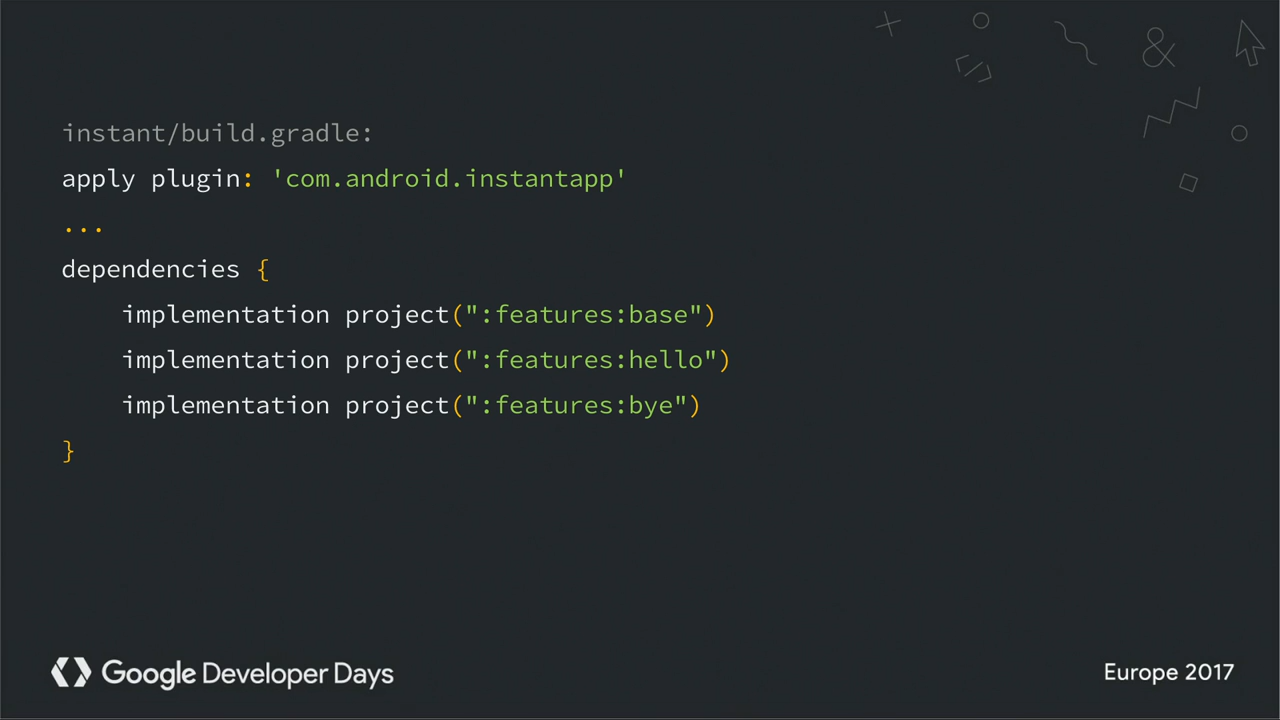 instant/build.gradle:
apply plugin: 'com.android.instantapp'
...
dependencies {
    implementation project(":features:base")
    implementation project(":features:hello")
    implementation project(":features:bye")
}
Google Developer Days
Europe 2017